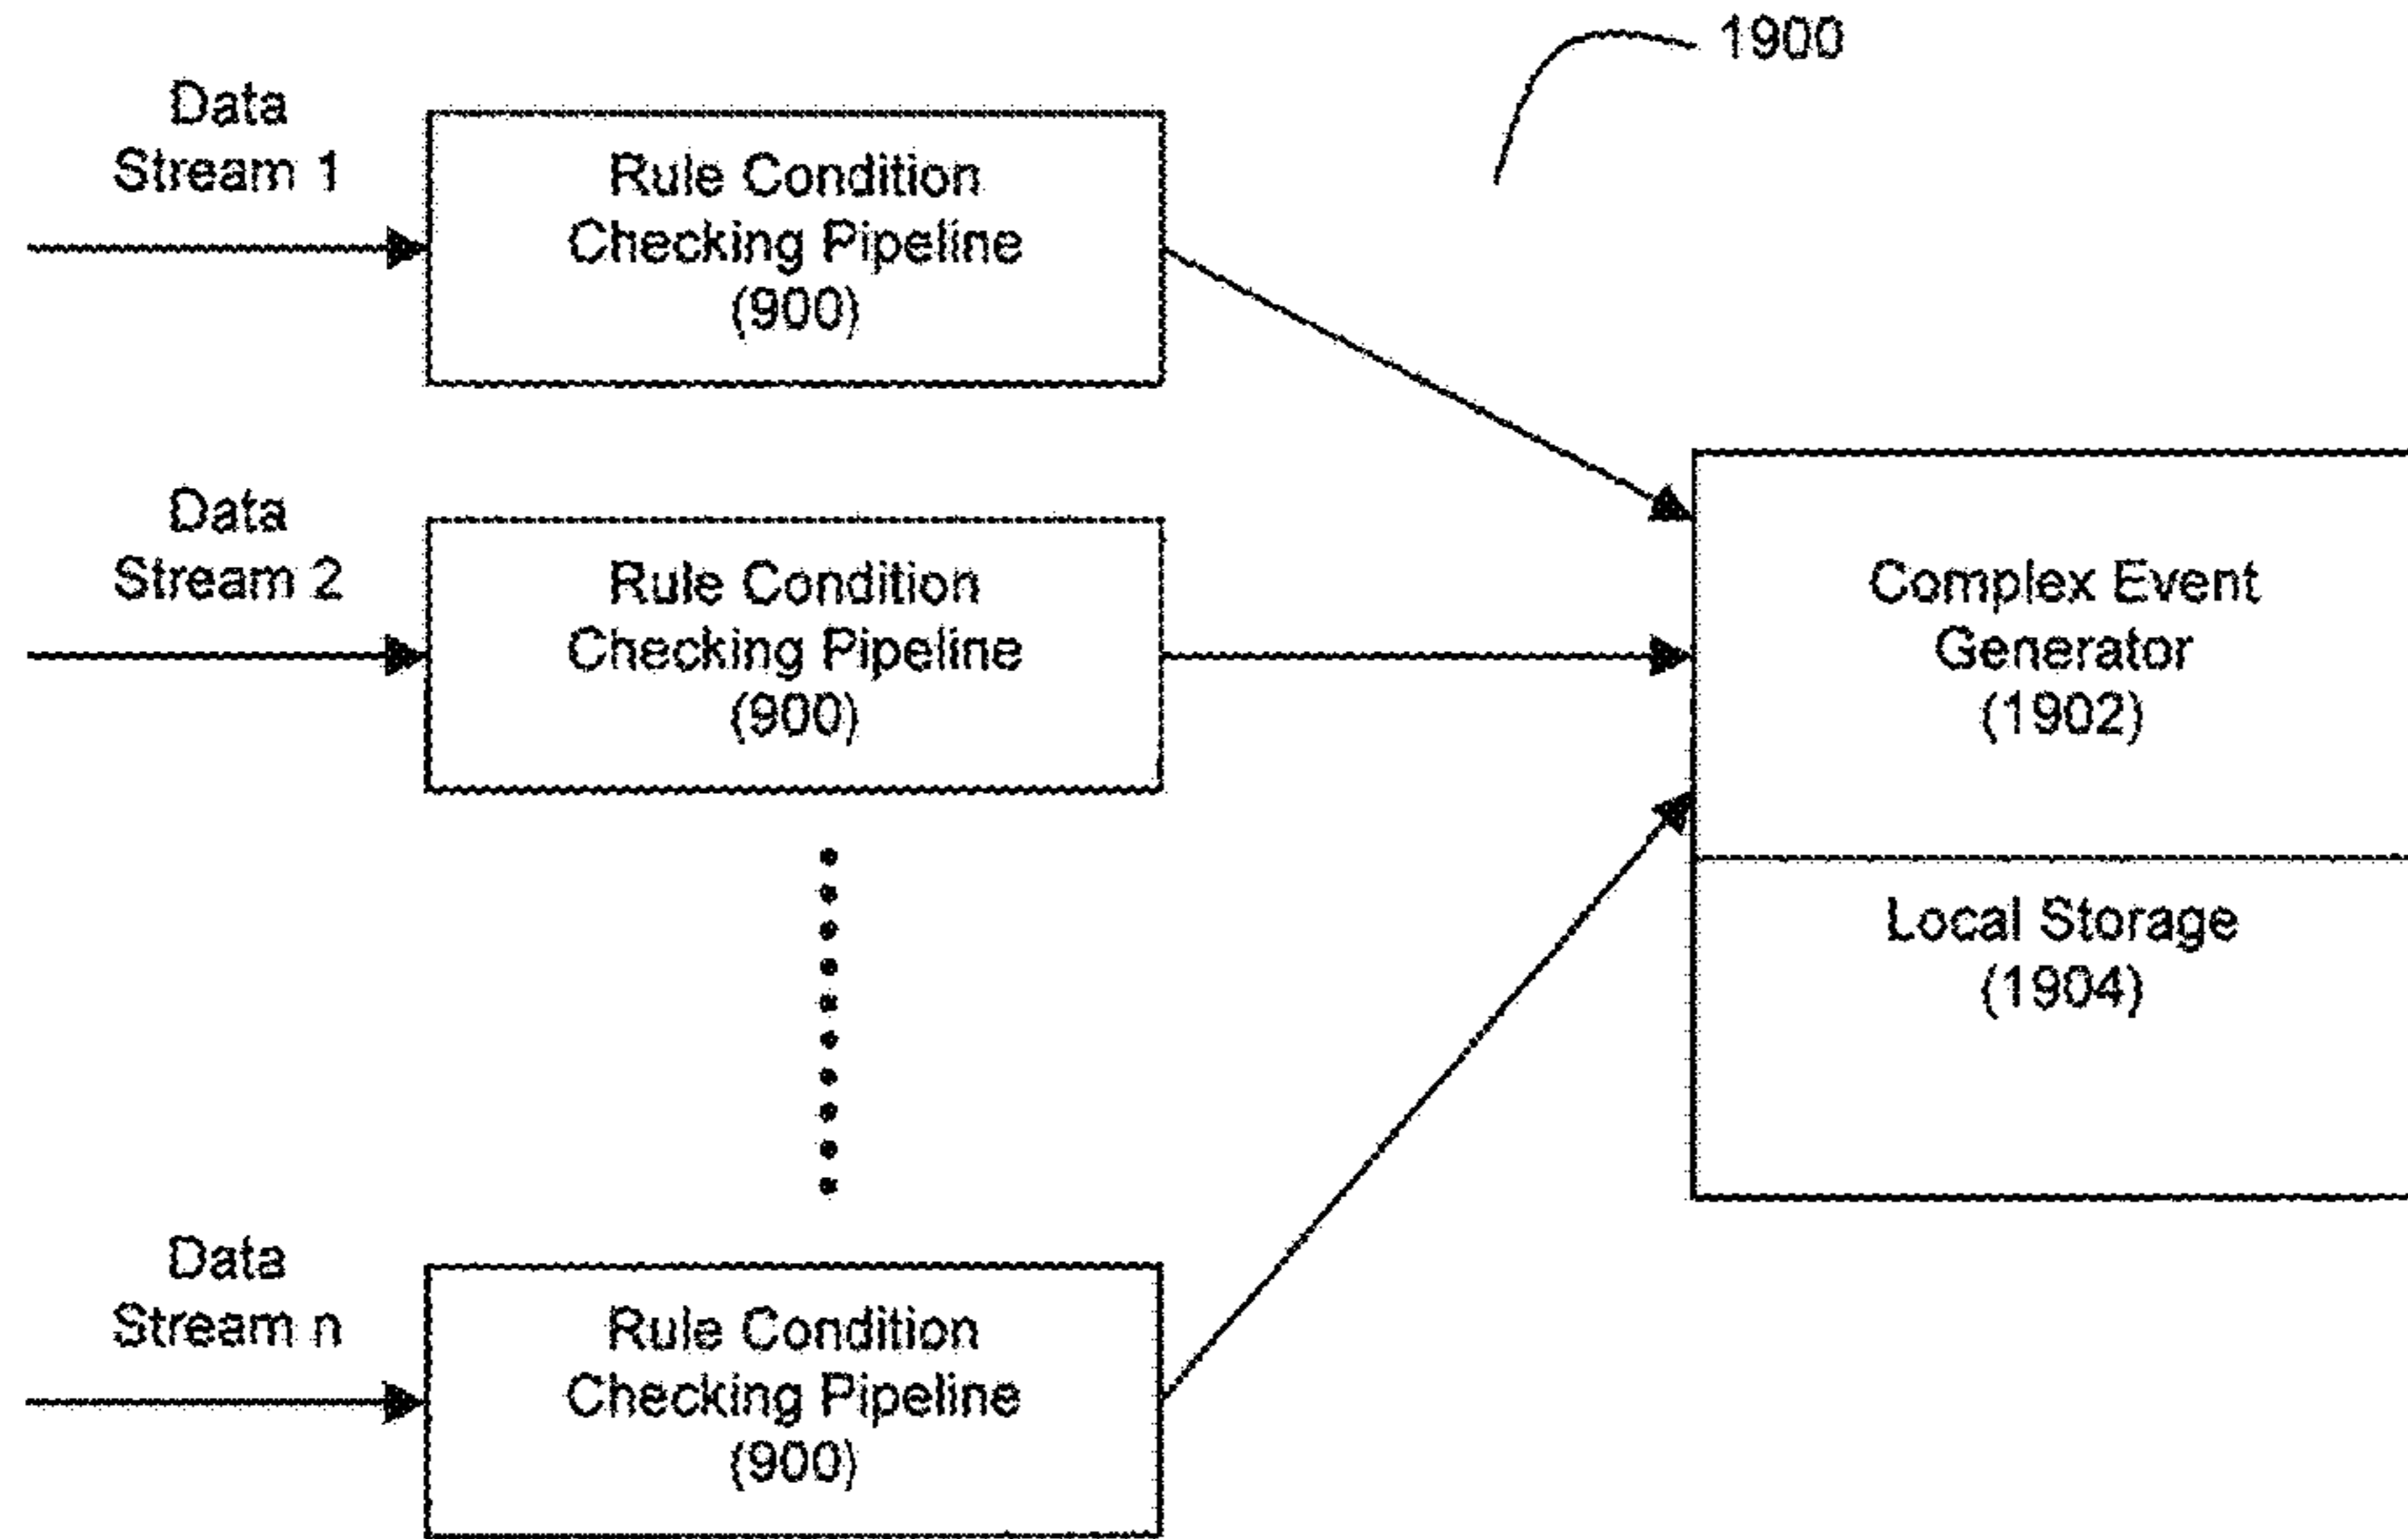 1900
Data
Stream 1
Rule Condition
Checking Pipeline
(900)
Data
Stream 2
Rule Condition
Checking Pipeline
(900)
Complex Event
Generator
(1902)
Local Storage
(1904)
Data
Stream n
Rule Condition
Checking Pipeline
(900)